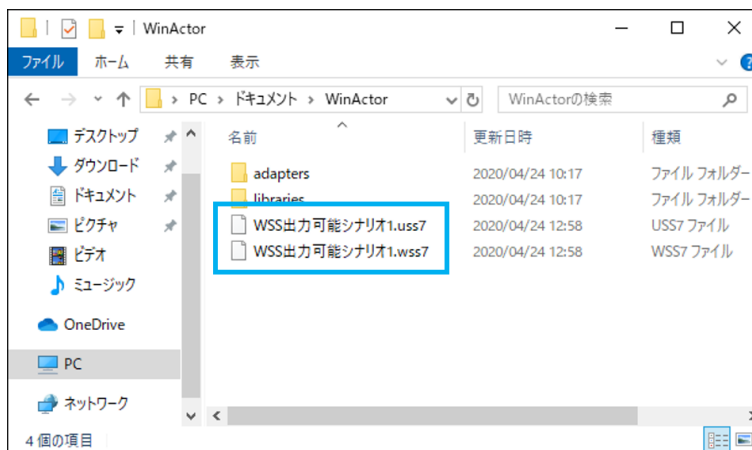 WinActor
ファイル ホーム 共有 表示
PC ドキュメント WinActor WinActorの検索
名前 更新日時 種類
デスクトップ
ダウンロード
ドキュメント
ピクチャ
ビデオ
ミュージック
OneDrive
PC
ネットワーク
adapters 2020/04/24 10:17 ファイル フォルダー
libraries 2020/04/24 10:17 ファイル フォルダー
WSS出力可能シナリオ1.uss7 2020/04/24 12:58 USS7 ファイル
WSS出力可能シナリオ1.wss7 2020/04/24 12:58 WSS7 ファイル
4 個の項目